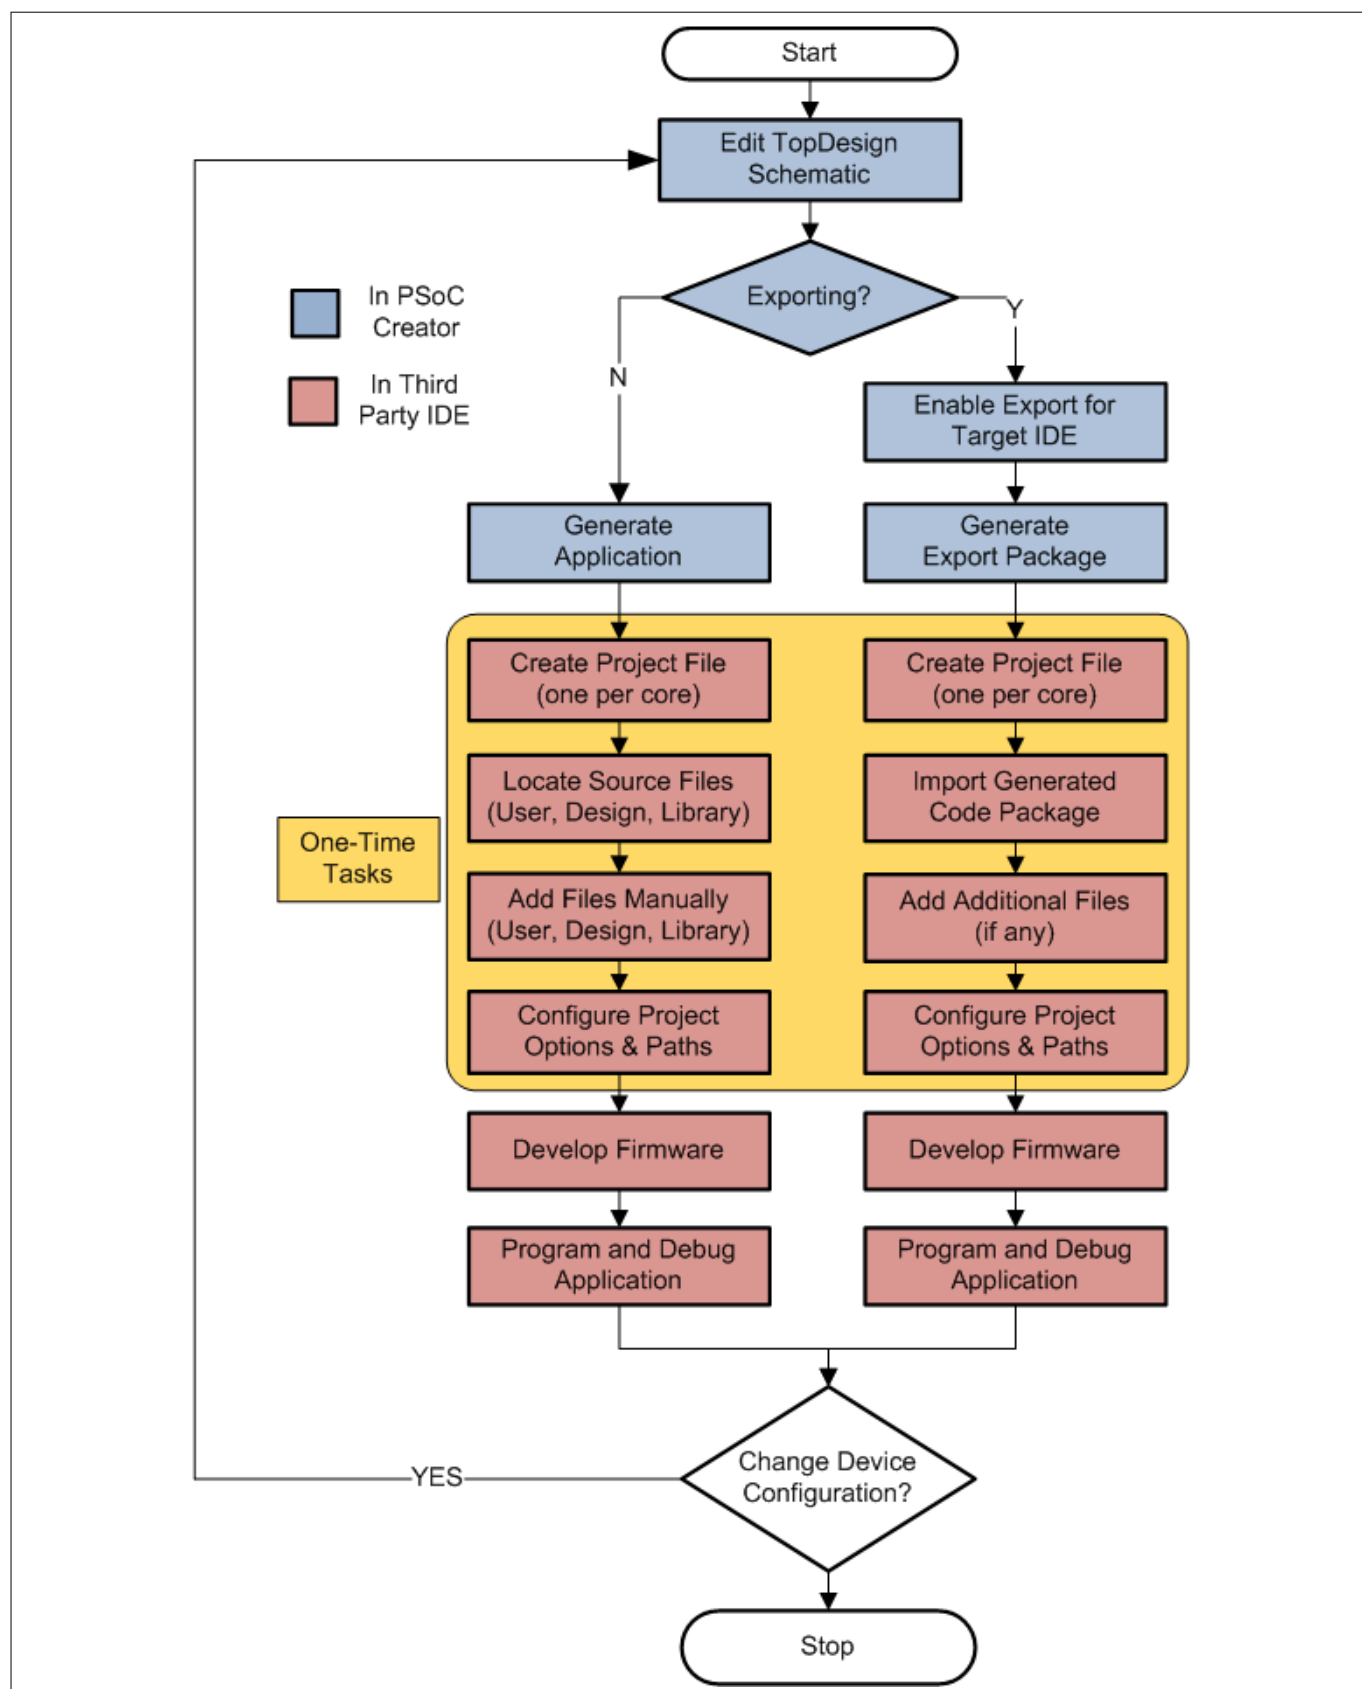 Start
Edit TopDesign
Schematic
Exporting?
In PSoC
Creator
In Third
Party IDE
N
Y
Enable Export for
Target IDE
Generate
Application
Generate
Export Package
One-Time
Tasks
Create Project File
(one per core)
Locate Source Files
(User, Design, Library)
Add Files Manually
(User, Design, Library)
Configure Project
Options & Paths
Create Project File
(one per core)
Import Generated
Code Package
Add Additional Files
(if any)
Configure Project
Options & Paths
Develop Firmware
Program and Debug
Application
Develop Firmware
Program and Debug
Application
Change Device
Configuration?
YES
Stop